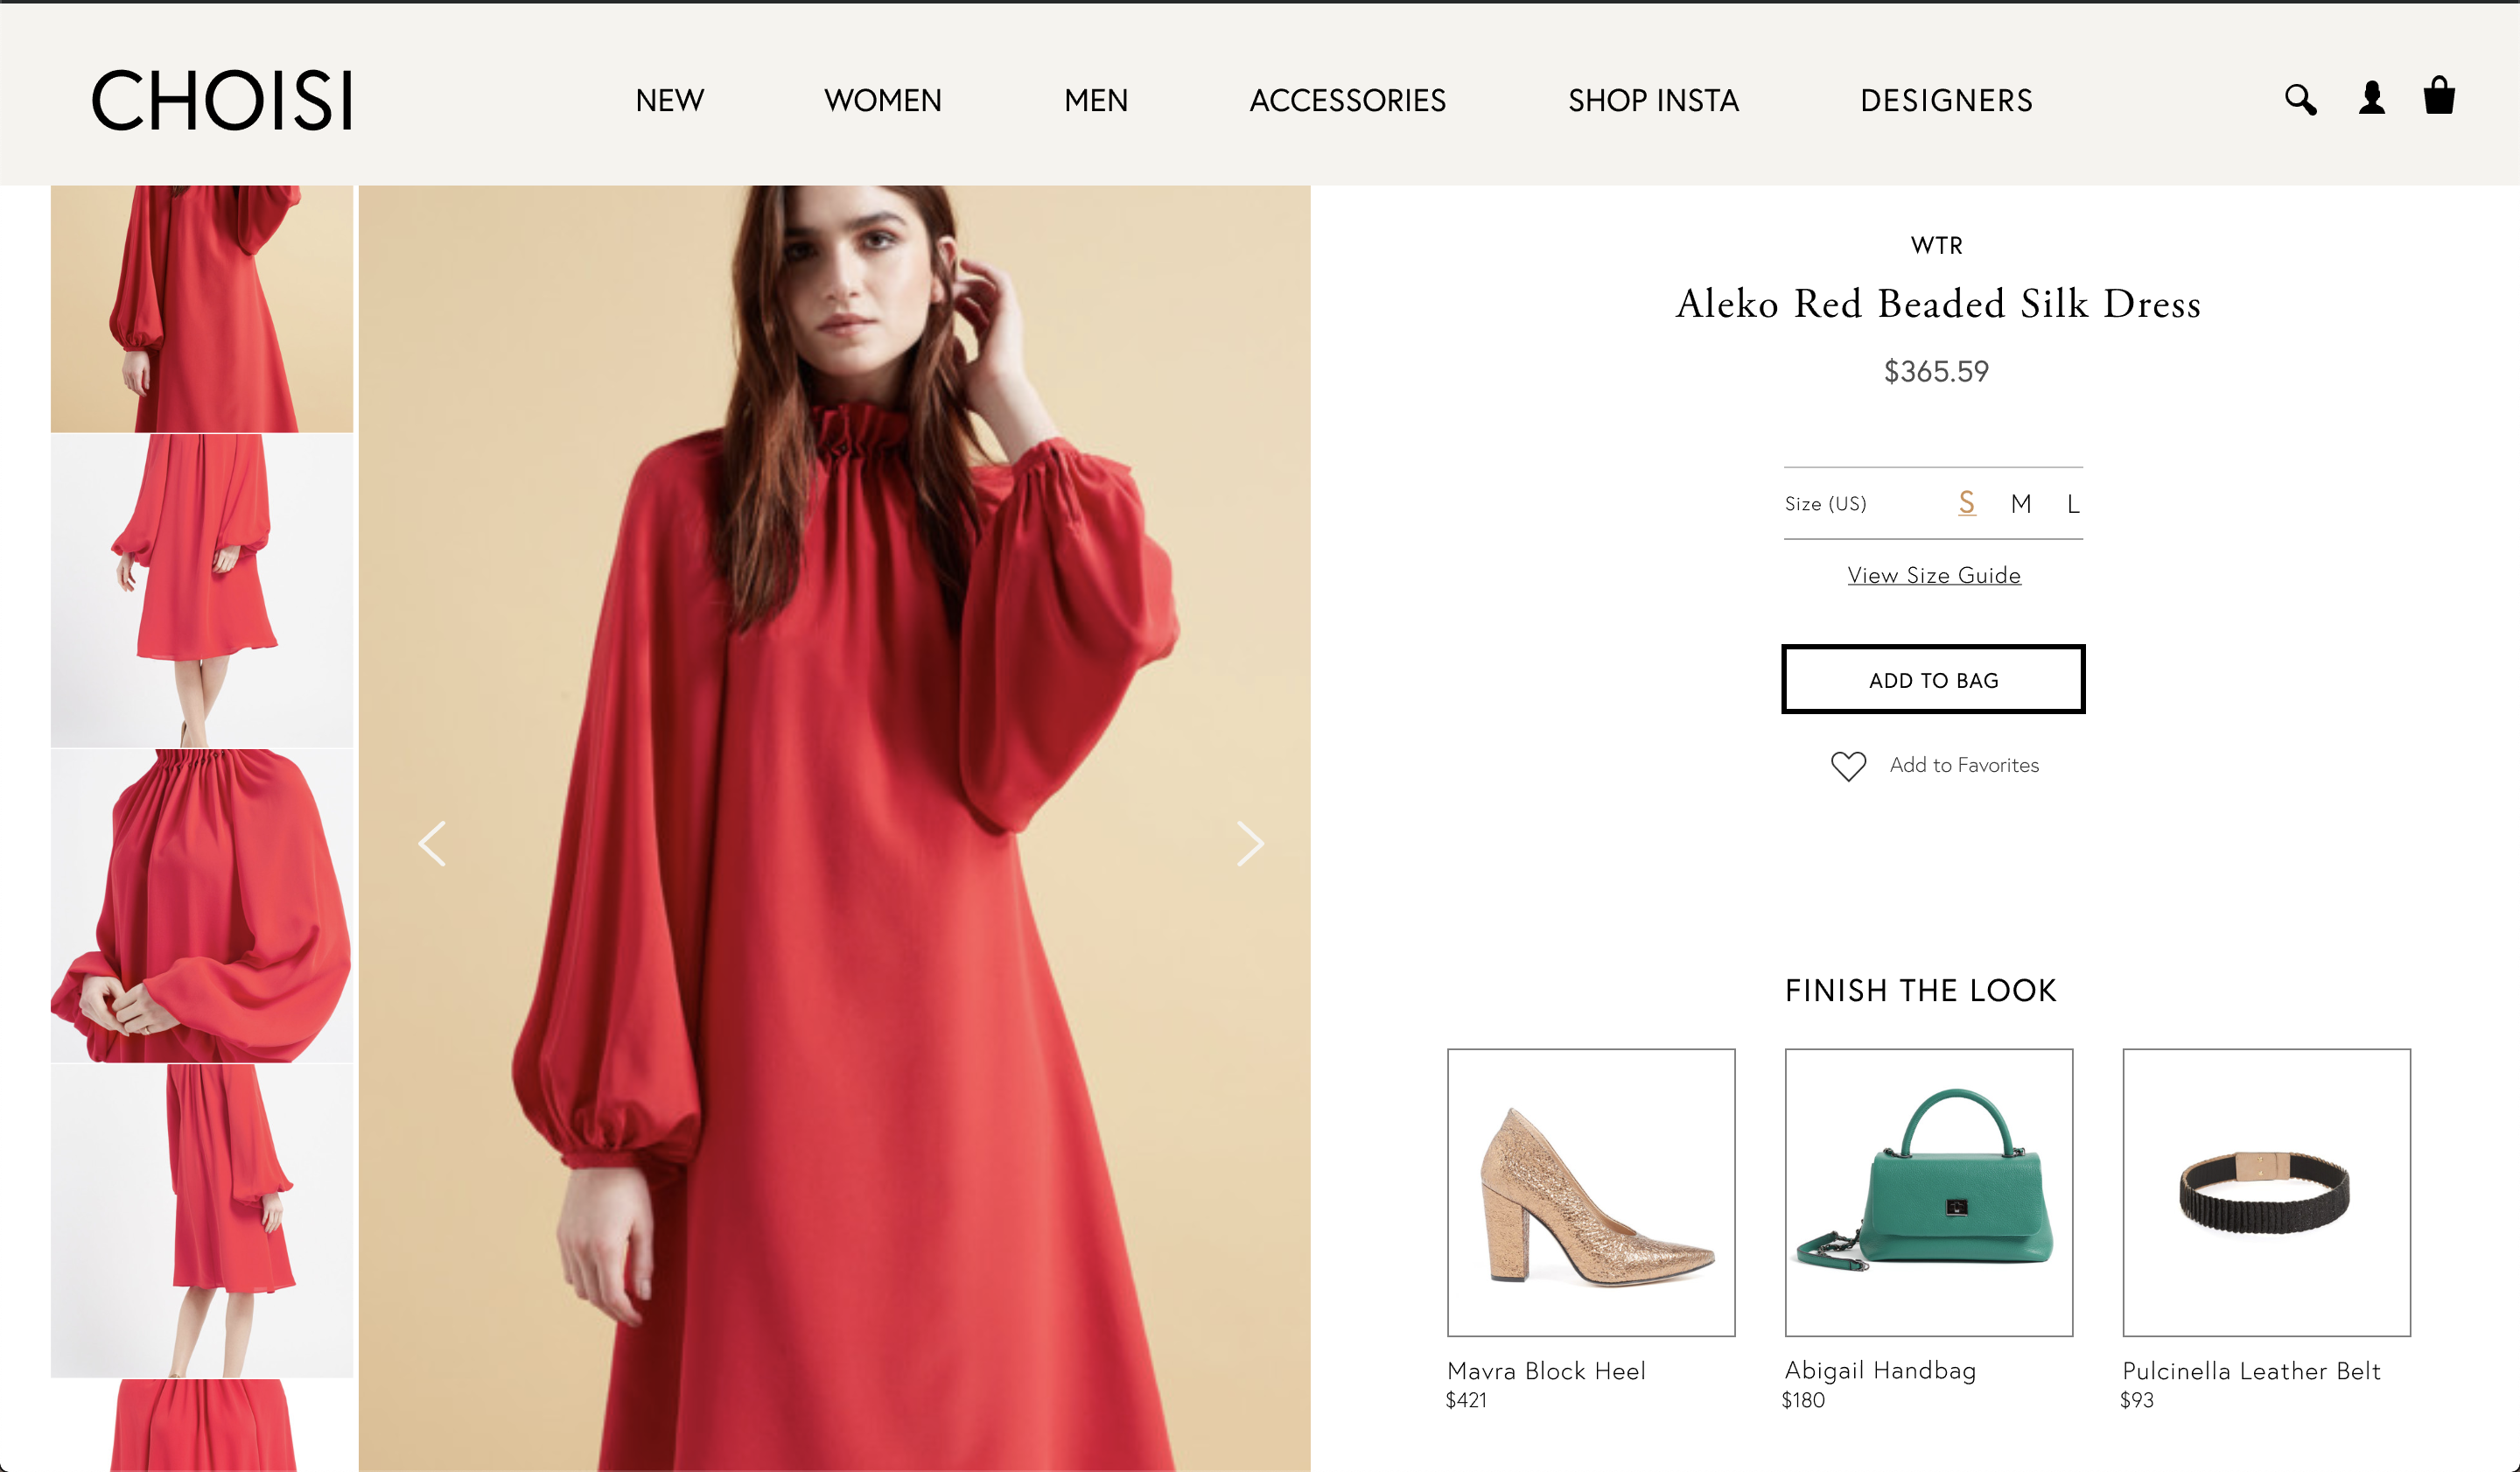 CHOISI
NEW WOMEN MEN ACCESSORIES SHOP INSTA DESIGNERS
WTR
Aleko Red Beaded Silk Dress
$365.59
Size (US) S M L
View Size Guide
ADD TO BAG
Add to Favorites
FINISH THE LOOK
Mavra Block Heel
$421
Abigail Handbag
$180
Pulcinella Leather Belt
$93